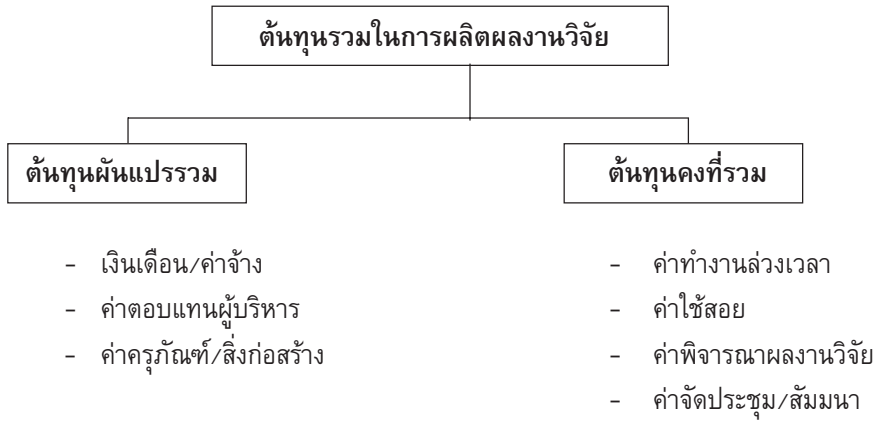 ต้นทุนรวมในการผลิตผลงานวิจัย
ต้นทุนผันแปรรวม
ต้นทุนคงที่รวม
- เงินเดือน/ค่าจ้าง
- ค่าตอบแทนผู้บริหาร
- ค่าครุภัณฑ์/สิ่งก่อสร้าง
- ค่าทำงานล่วงเวลา
- ค่าใช้สอย
- ค่าพิจารณาผลงานวิจัย
- ค่าจัดประชุม/สัมมนา